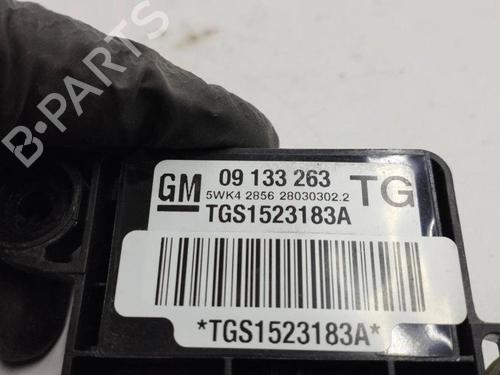 B-PARTS
GM 09 133 263 TG
5WK4 2856 28030302.2
TGS1523183A
*TGS1523183A*